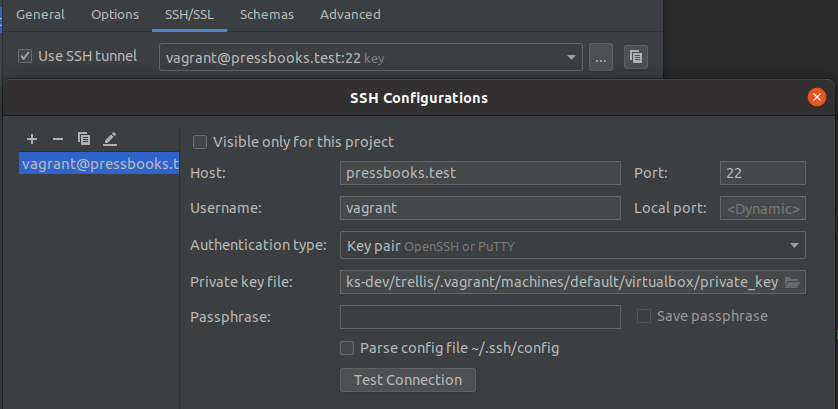 General Options SSH/SSL Schemas Advanced
Use SSH tunnel vagrant@pressbooks.test:22 key ...
SSH Configurations
Visible only for this project
vagrant@pressbooks.t
Host: pressbooks.test Port: 22
Username: vagrant Local port: <Dynamic>
Authentication type: Key pair OpenSSH or PuTTY
Private key file: ks-dev/trellis/.vagrant/machines/default/virtualbox/private_key
Passphrase: Save passphrase
Parse config file ~/.ssh/config
Test Connection